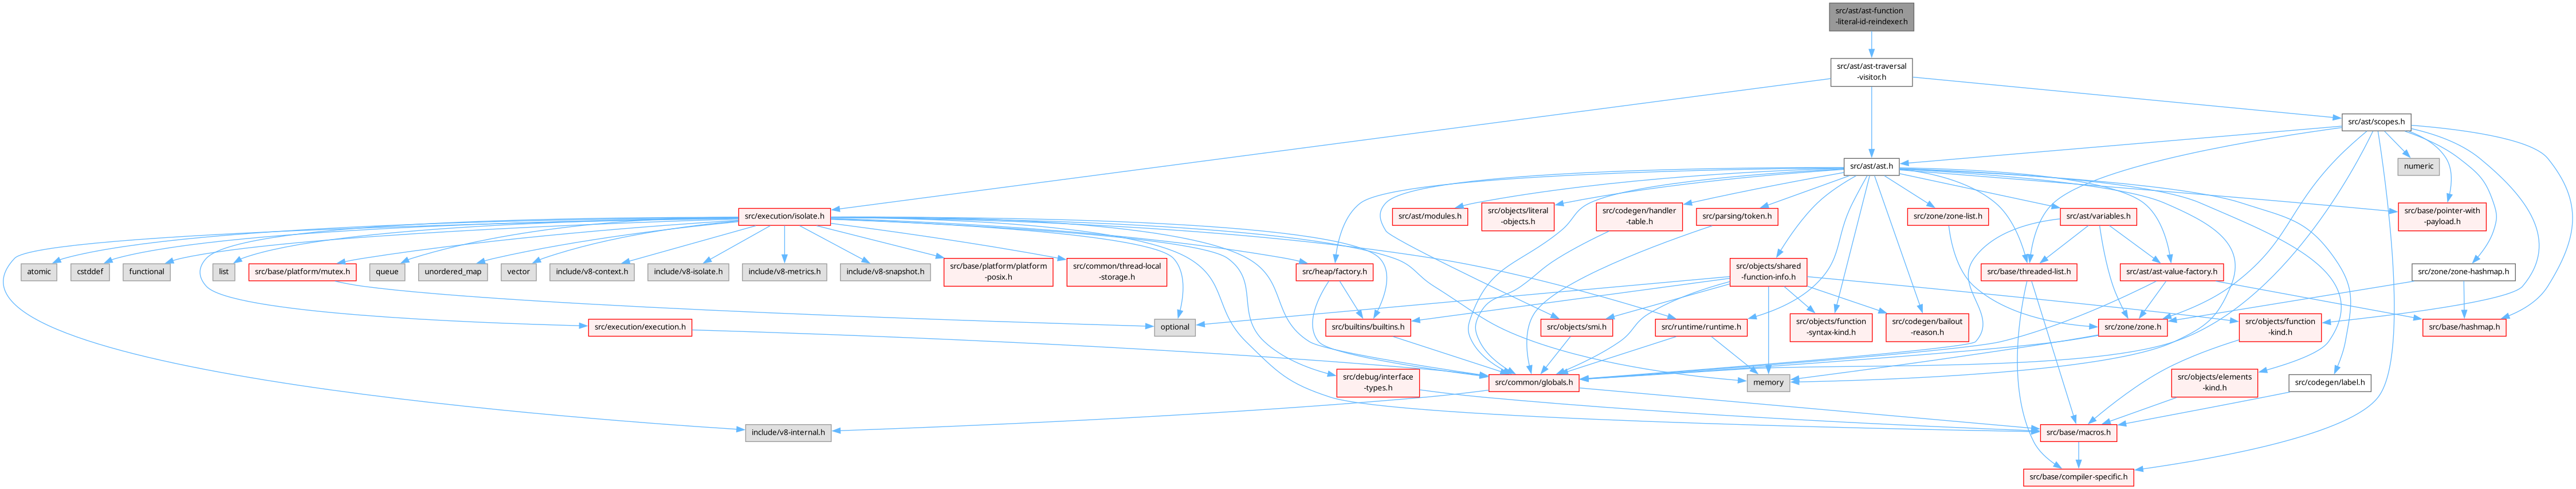 src/ast/ast-function
-literal-id-reindexer.h
src/ast/ast-traversal
-visitor.h
src/ast/scopes.h
src/ast/ast.h
numeric
src/execution/isolate.h
src/ast/modules.h
src/objects/literal
-objects.h
src/codegen/handler
-table.h
src/parsing/token.h
src/zone/zone-list.h
src/ast/variables.h
src/base/pointer-with
-payload.h
atomic
cstddef
functional
list
src/base/platform/mutex.h
queue
unordered_map
vector
include/v8-context.h
include/v8-isolate.h
include/v8-metrics.h
include/v8-snapshot.h
src/base/platform/platform
-posix.h
src/common/thread-local
-storage.h
src/heap/factory.h
src/objects/shared
-function-info.h
src/base/threaded-list.h
src/ast/ast-value-factory.h
src/zone/zone-hashmap.h
src/execution/execution.h
optional
src/builtins/builtins.h
src/objects/smi.h
src/runtime/runtime.h
src/objects/function
-syntax-kind.h
src/codegen/bailout
-reason.h
src/zone/zone.h
src/objects/function
-kind.h
src/base/hashmap.h
src/debug/interface
-types.h
src/common/globals.h
memory
src/objects/elements
-kind.h
src/codegen/label.h
include/v8-internal.h
src/base/macros.h
src/base/compiler-specific.h